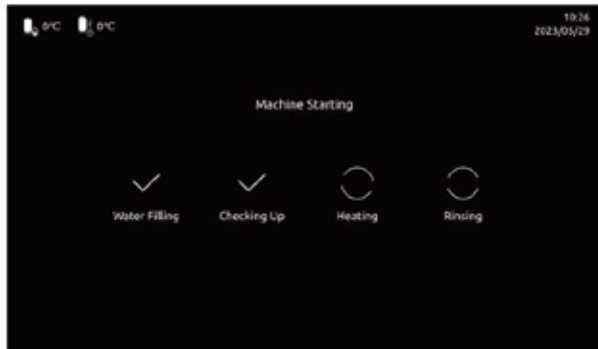 0°C 0°C 10:26
2023/05/29
Machine Starting
Water Filling Checking Up Heating Rinsing